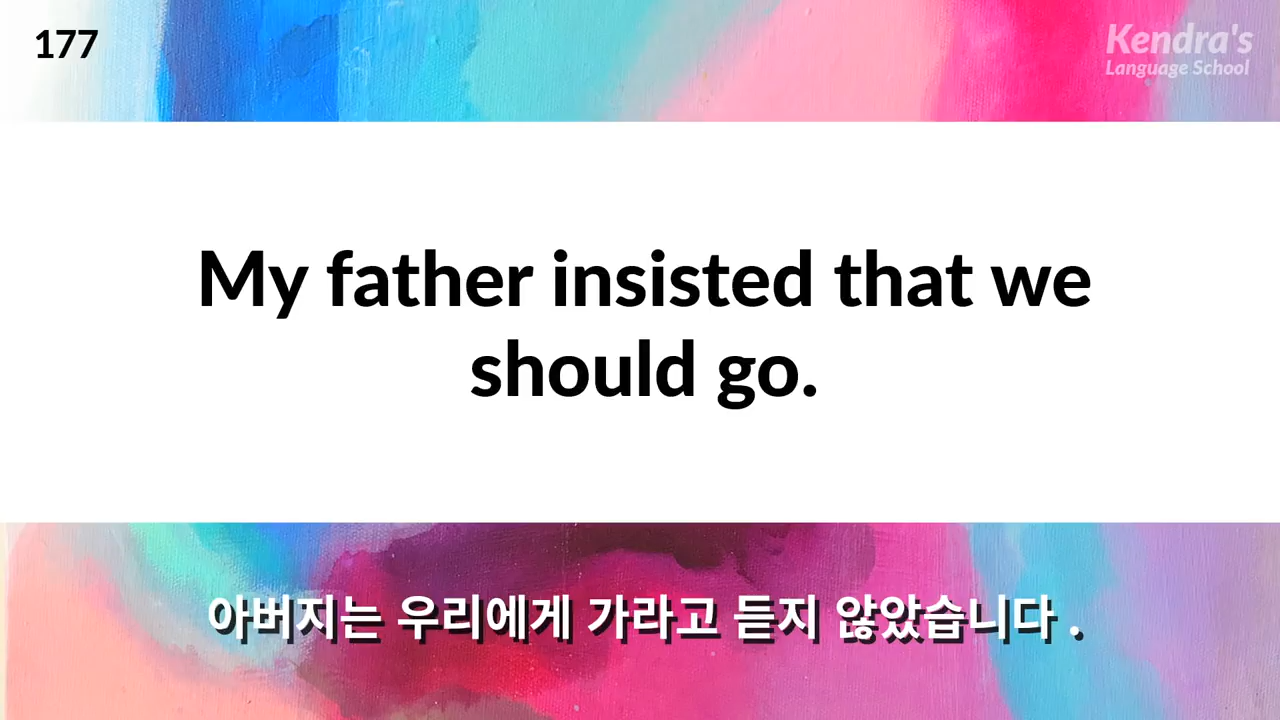 177
Kendra's
Language School
My father insisted that we
should go.
아버지는 우리에게 가라고 듣지 않았습니다 .